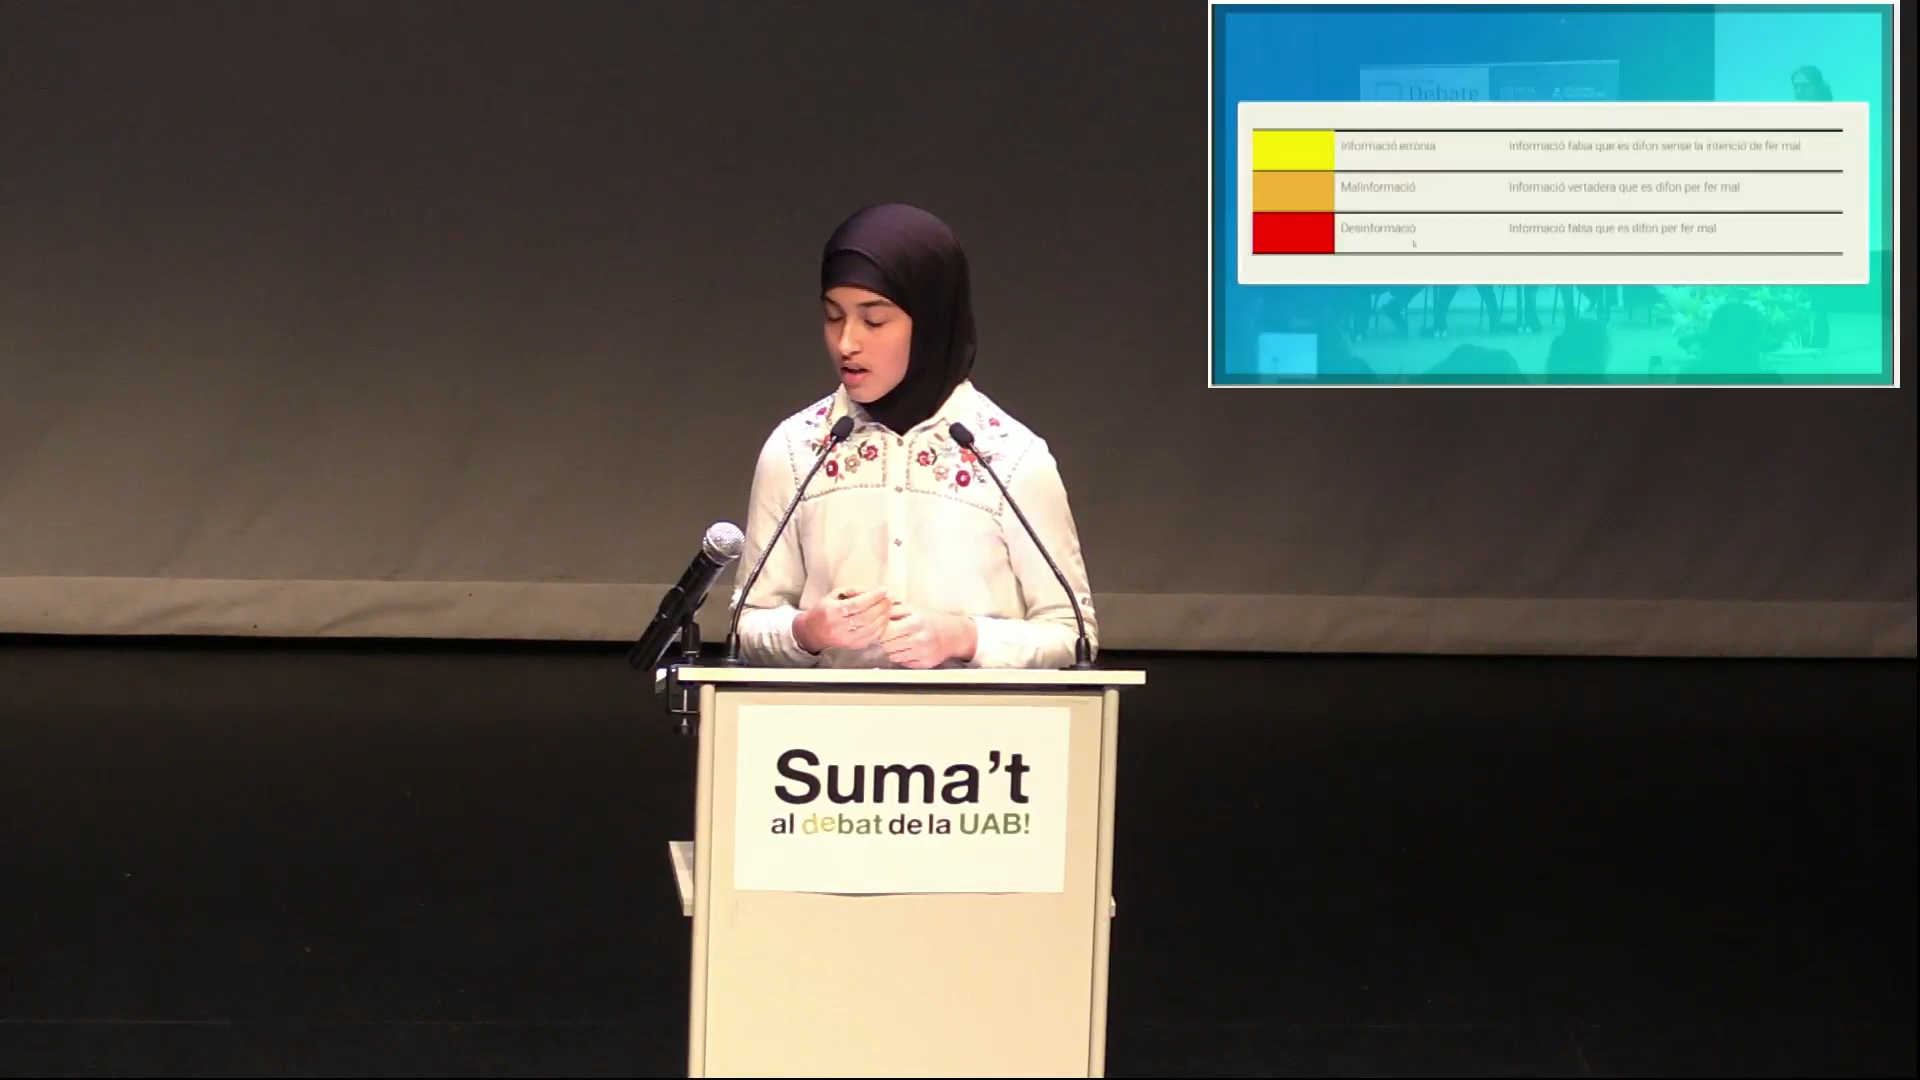 Debate
Informació errònia Informació falsa que es difon sense la intenció de fer mal
Malinformació Informació vertadera que es difon per fer mal
Desinformació Informació falsa que es difon per fer mal
Suma't
al debat de la UAB!